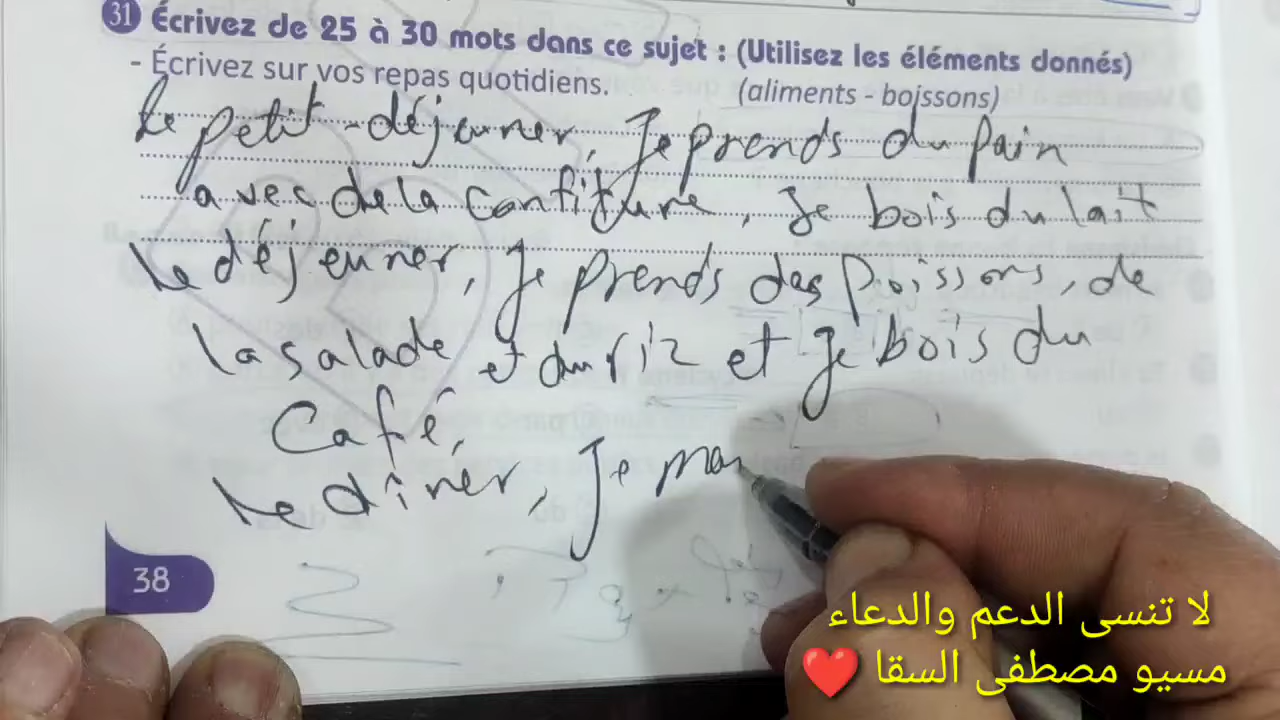 31 Écrivez de 25 à 30 mots dans ce sujet : (Utilisez les éléments donnés)
- Écrivez sur vos repas quotidiens. (aliments - boissons)
Le petit-déjeuner, Je prends du pain
avec de la confiture, Je bois du lait
le déjeuner, Je prends des poissons, de
la salade et du riz et Je bois du
Café,
Le dîner, Je man
38
لا تنسى الدعم والدعاء
مسيو مصطفى السقا ❤️